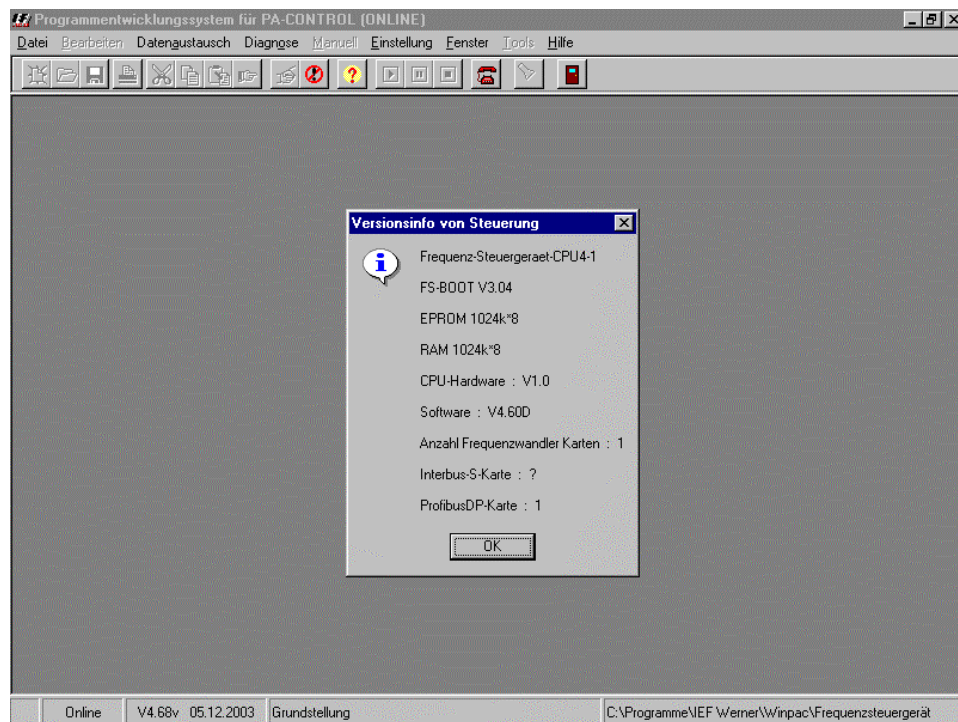 Programmentwicklungssystem für PA-CONTROL (ONLINE)
Datei Bearbeiten Datenaustausch Diagnose Manuell Einstellung Fenster Tools Hilfe
Versionsinfo von Steuerung
Frequenz-Steuergeraet-CPU4-1
FS-BOOT V3.04
EPROM 1024k*8
RAM 1024k*8
CPU-Hardware : V1.0
Software : V4.60D
Anzahl Frequenzwandler Karten : 1
Interbus-S-Karte : ?
ProfibusDP-Karte : 1
OK
Online V4.68v 05.12.2003 Grundstellung C:\Programme\IEF Werner\Winpac\Frequenzsteuergerät